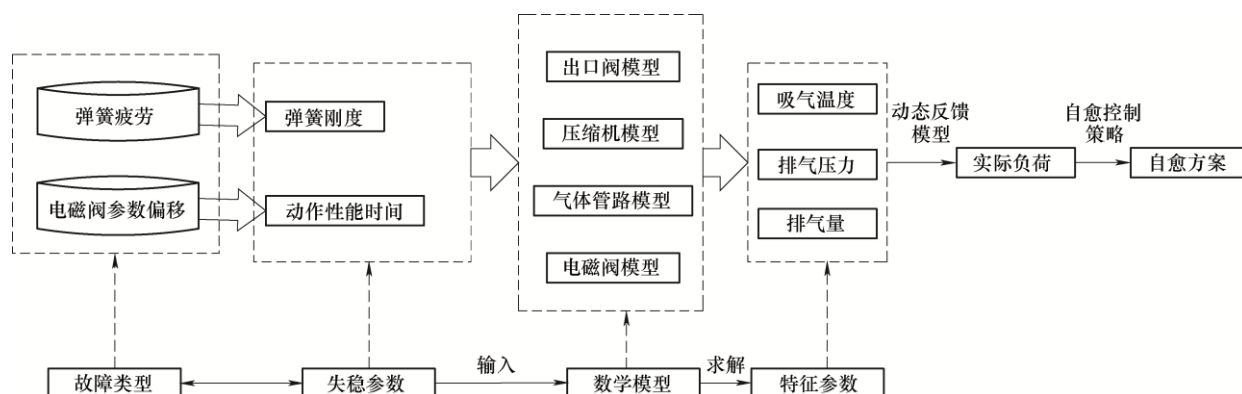 弹簧疲劳
电磁阀参数偏移
弹簧刚度
动作性能时间
出口阀模型
压缩机模型
气体管路模型
电磁阀模型
吸气温度
排气压力
排气量
动态反馈
模型
实际负荷
自愈控制
策略
自愈方案
故障类型
失稳参数
输入
数学模型
求解
特征参数